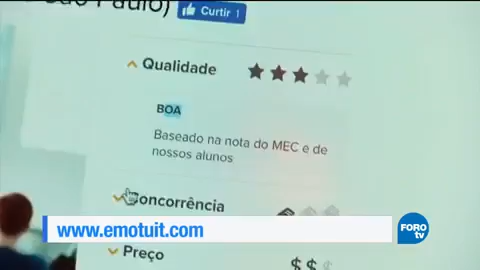 São Paulo)
Curtir 1
Qualidade
BOA
Baseado na nota do MEC e de
nossos alunos
Concorrência
Preço
$ $ $
www.emotuit.com
FORO
tv